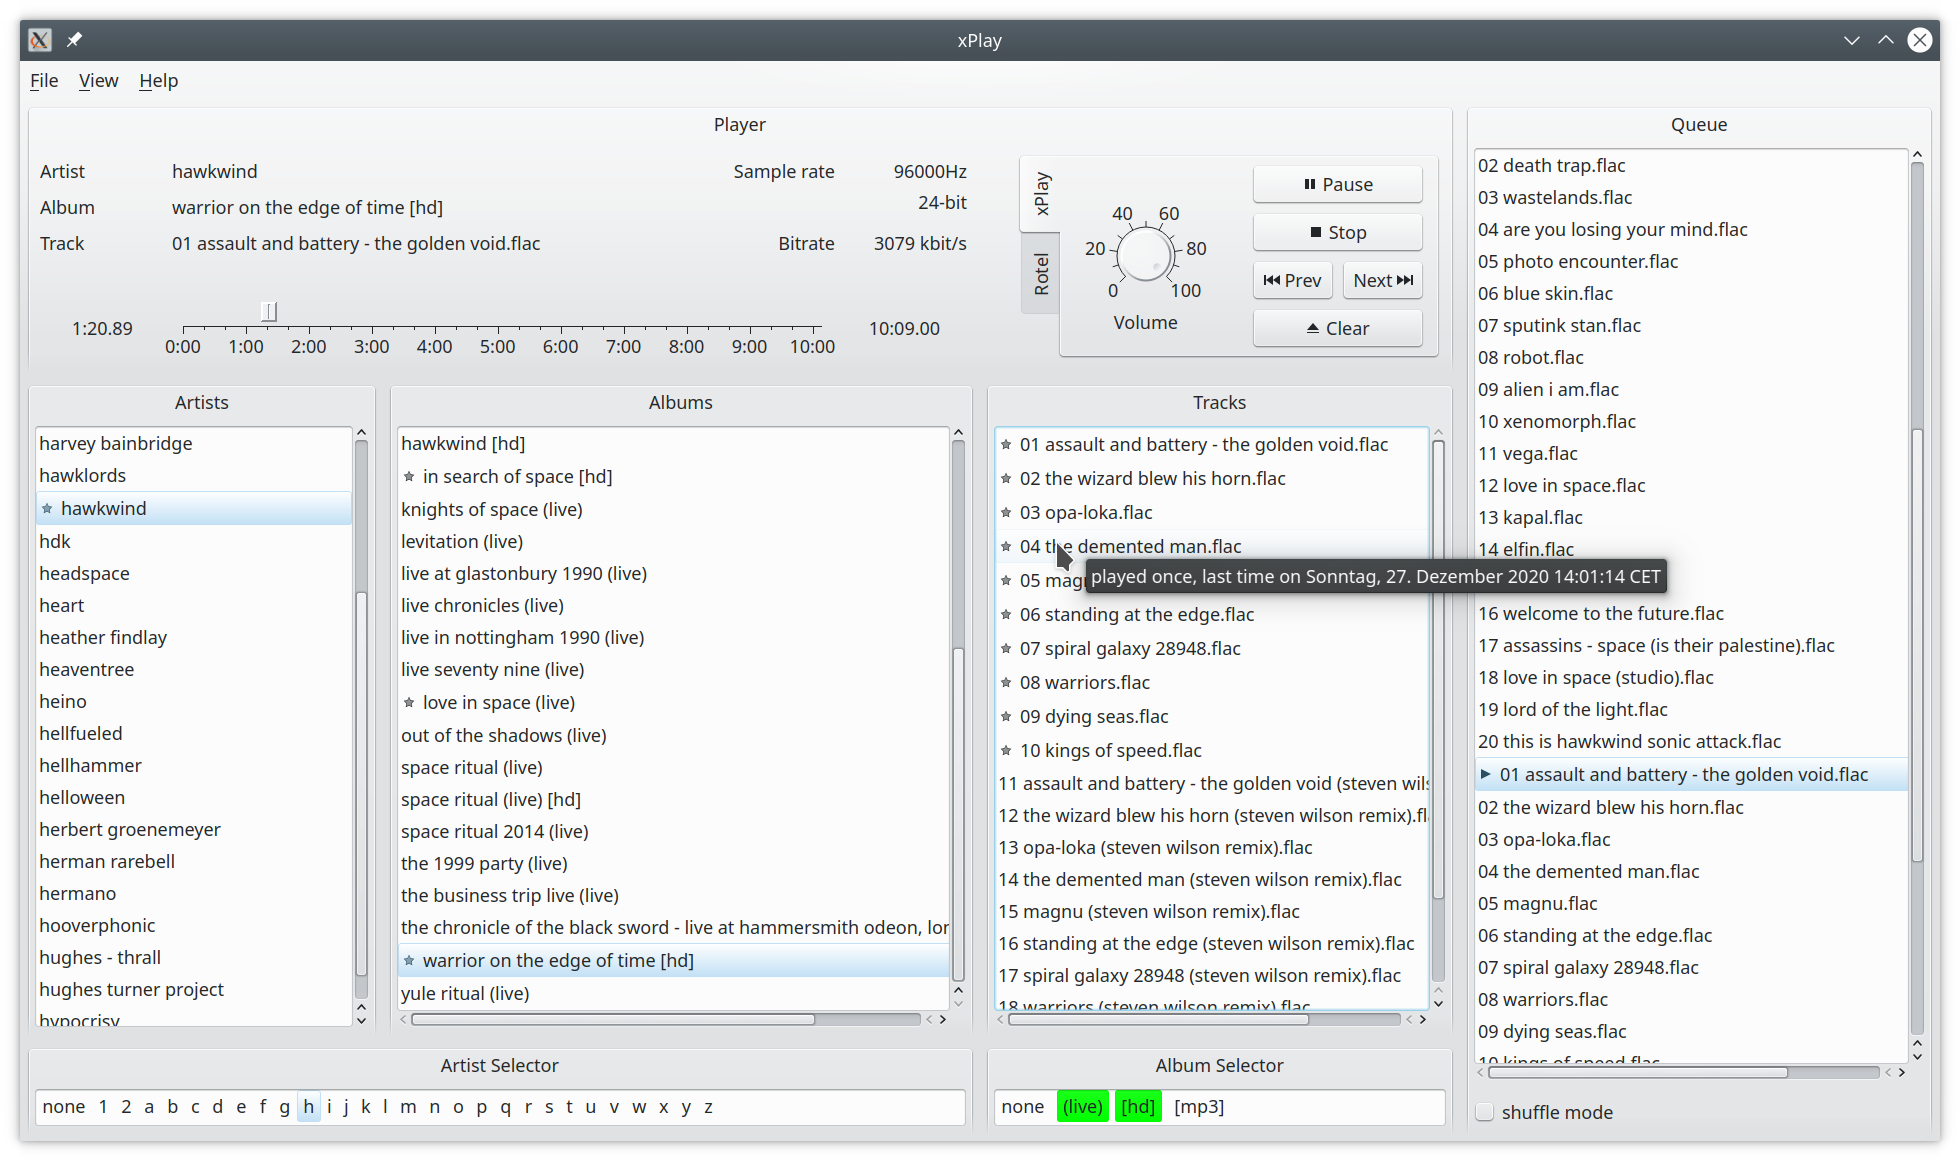 xPlay
File View Help
Player
Artist hawkwind Sample rate 96000Hz
24-bit
Album warrior on the edge of time [hd]
Track 01 assault and battery - the golden void.flac Bitrate 3079 kbit/s
1:20.89
0:00 1:00 2:00 3:00 4:00 5:00 6:00 7:00 8:00 9:00 10:00
10:09.00
xPlay
Rotel
0 20 40 60 80 100
Volume
Pause
Stop
Prev Next
Clear
Artists
harvey bainbridge
hawklords
hawkwind
hdk
headspace
heart
heather findlay
heaventree
heino
hellfueled
hellhammer
helloween
herbert groenemeyer
herman rarebell
hermano
hooverphonic
hughes - thrall
hughes turner project
hypocrisy
Albums
hawkwind [hd]
in search of space [hd]
knights of space (live)
levitation (live)
live at glastonbury 1990 (live)
live chronicles (live)
live in nottingham 1990 (live)
live seventy nine (live)
love in space (live)
out of the shadows (live)
space ritual (live)
space ritual (live) [hd]
space ritual 2014 (live)
the 1999 party (live)
the business trip live (live)
the chronicle of the black sword - live at hammersmith odeon, lon
warrior on the edge of time [hd]
yule ritual (live)
Tracks
01 assault and battery - the golden void.flac
02 the wizard blew his horn.flac
03 opa-loka.flac
04 the demented man.flac
played once, last time on Sonntag, 27. Dezember 2020 14:01:14 CET
05 magn
06 standing at the edge.flac
07 spiral galaxy 28948.flac
08 warriors.flac
09 dying seas.flac
10 kings of speed.flac
11 assault and battery - the golden void (steven wils
12 the wizard blew his horn (steven wilson remix).fl
13 opa-loka (steven wilson remix).flac
14 the demented man (steven wilson remix).flac
15 magnu (steven wilson remix).flac
16 standing at the edge (steven wilson remix).flac
17 spiral galaxy 28948 (steven wilson remix).flac
18 warriors (steven wilson remix).flac
Queue
02 death trap.flac
03 wastelands.flac
04 are you losing your mind.flac
05 photo encounter.flac
06 blue skin.flac
07 sputink stan.flac
08 robot.flac
09 alien i am.flac
10 xenomorph.flac
11 vega.flac
12 love in space.flac
13 kapal.flac
14 elfin.flac
16 welcome to the future.flac
17 assassins - space (is their palestine).flac
18 love in space (studio).flac
19 lord of the light.flac
20 this is hawkwind sonic attack.flac
01 assault and battery - the golden void.flac
02 the wizard blew his horn.flac
03 opa-loka.flac
04 the demented man.flac
05 magnu.flac
06 standing at the edge.flac
07 spiral galaxy 28948.flac
08 warriors.flac
09 dying seas.flac
10 kings of speed.flac
shuffle mode
Artist Selector
none 1 2 a b c d e f g h i j k l m n o p q r s t u v w x y z
Album Selector
none (live) [hd] [mp3]